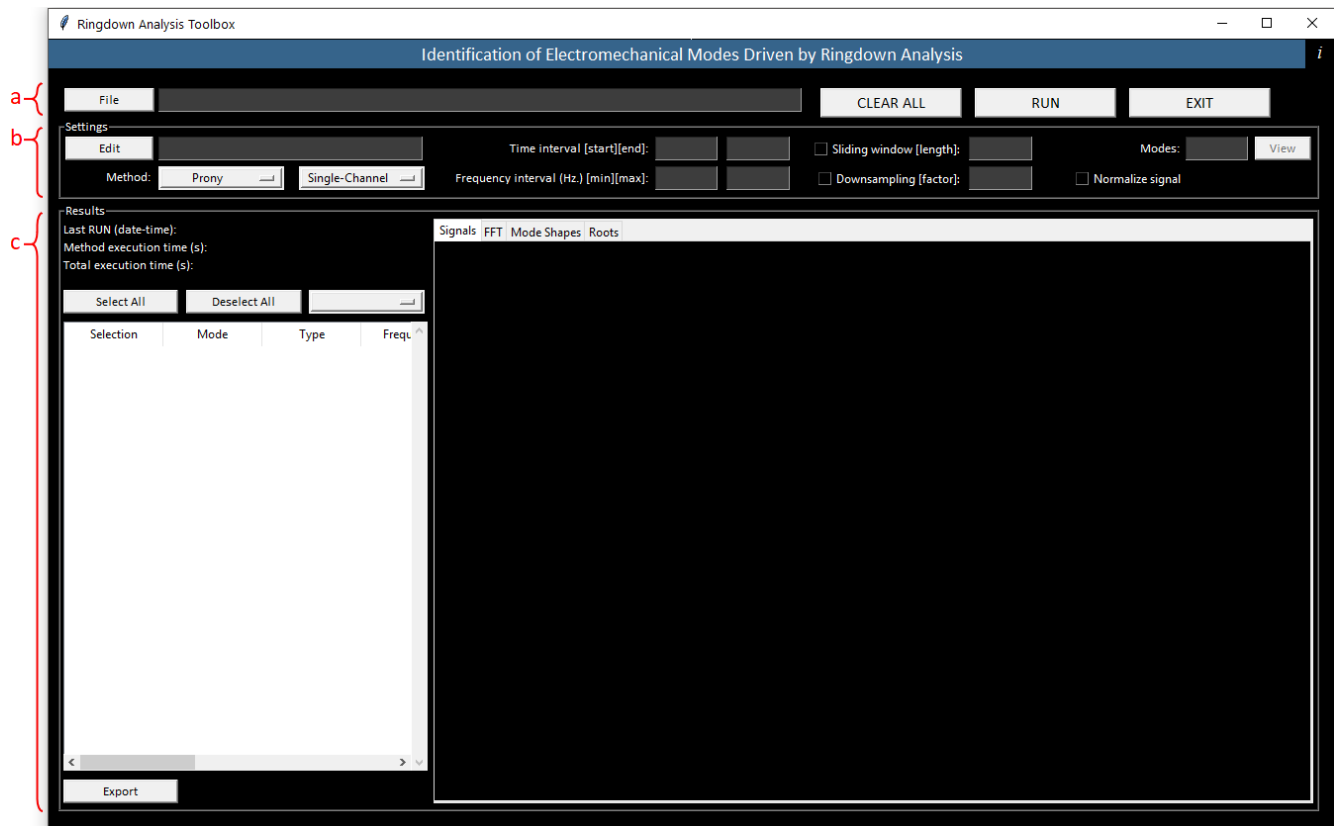 Ringdown Analysis Toolbox
Identification of Electromechanical Modes Driven by Ringdown Analysis i
a File CLEAR ALL RUN EXIT
Settings
b Edit Time interval [start][end]: Sliding window [length]: Modes: View
Method: Prony Single-Channel Frequency interval (Hz.) [min][max]: Downsampling [factor]: Normalize signal
Results
Last RUN (date-time):
c Method execution time (s):
Total execution time (s):
Signals FFT Mode Shapes Roots
Select All Deselect All
Selection Mode Type Frequ
Export